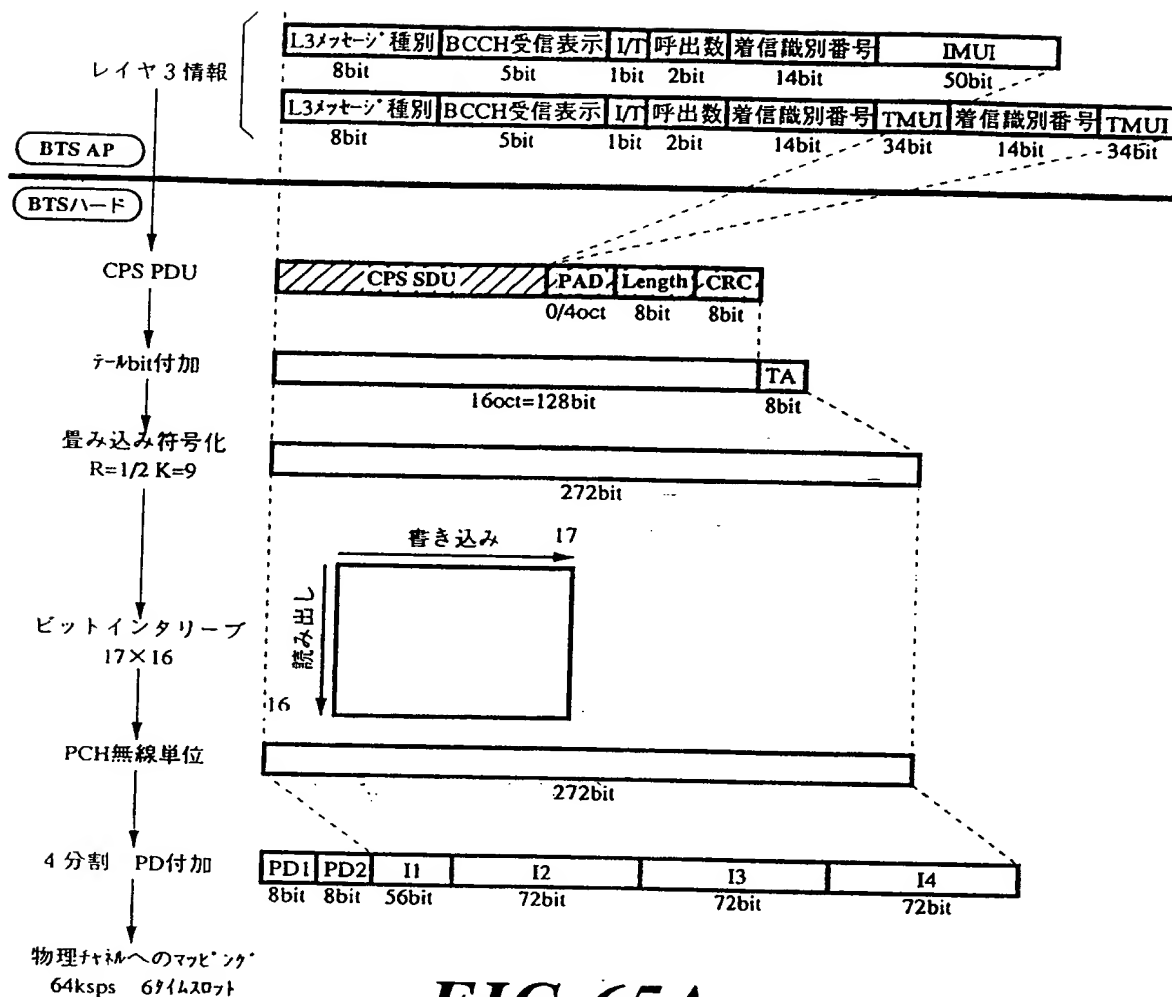 L3メッセージ種別 BCCH受信表示 I/T 呼出数 着信識別番号 IMUI
8bit 5bit 1bit 2bit 14bit 50bit
レイヤ3情報
L3メッセージ種別 BCCH受信表示 I/T 呼出数 着信識別番号 TMUI 着信識別番号 TMUI
8bit 5bit 1bit 2bit 14bit 34bit 14bit 34bit
BTS AP
BTSハード
CPS PDU
CPS SDU PAD Length CRC
0/4oct 8bit 8bit
テールbit付加
TA
16oct=128bit 8bit
畳み込み符号化
R=1/2 K=9
272bit
書き込み 17
読み出し
16
ビットインタリーブ
17×16
PCH無線単位
272bit
4分割 PD付加
PD1 PD2 I1 I2 I3 I4
8bit 8bit 56bit 72bit 72bit 72bit
物理チャネルへのマッピング
64ksps 6タイムスロット
FIG. 65A